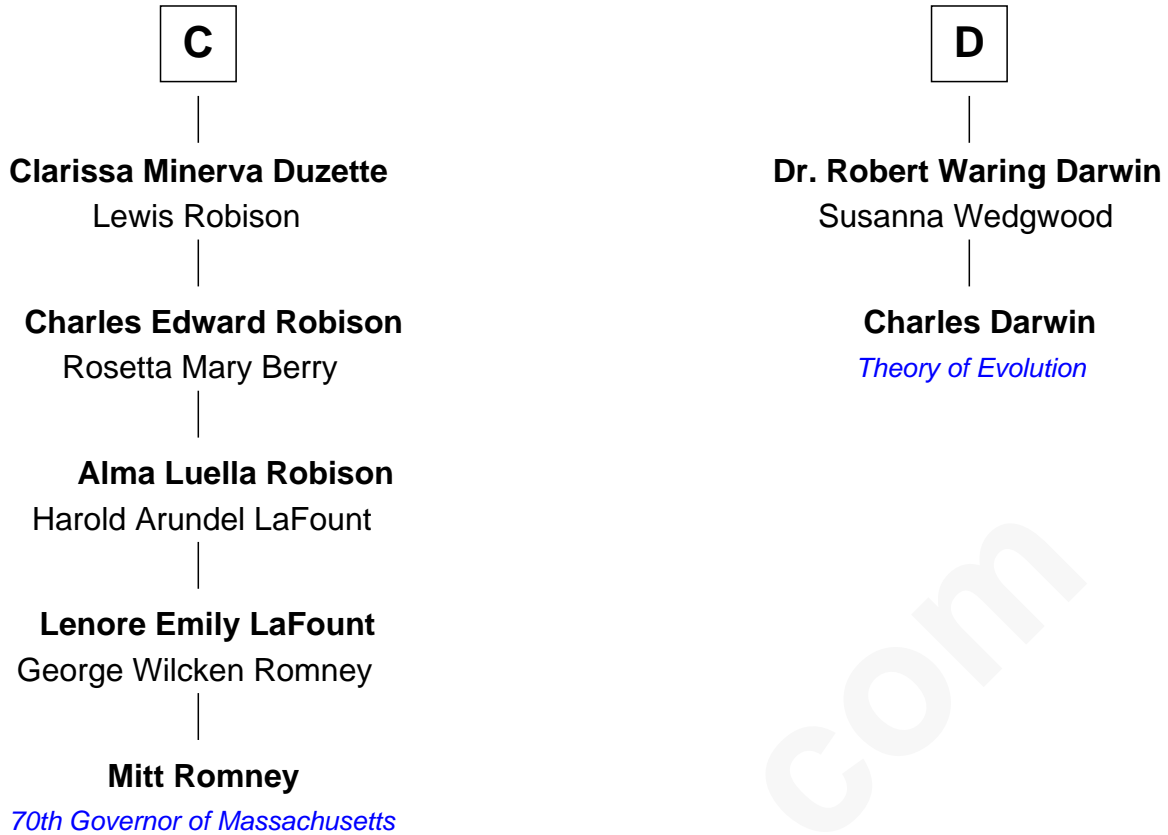 C
Clarissa Minerva Duzette
Lewis Robison
Charles Edward Robison
Rosetta Mary Berry
Alma Luella Robison
Harold Arundel LaFount
Lenore Emily LaFount
George Wilcken Romney
Mitt Romney
70th Governor of Massachusetts
D
Dr. Robert Waring Darwin
Susanna Wedgwood
Charles Darwin
Theory of Evolution
com